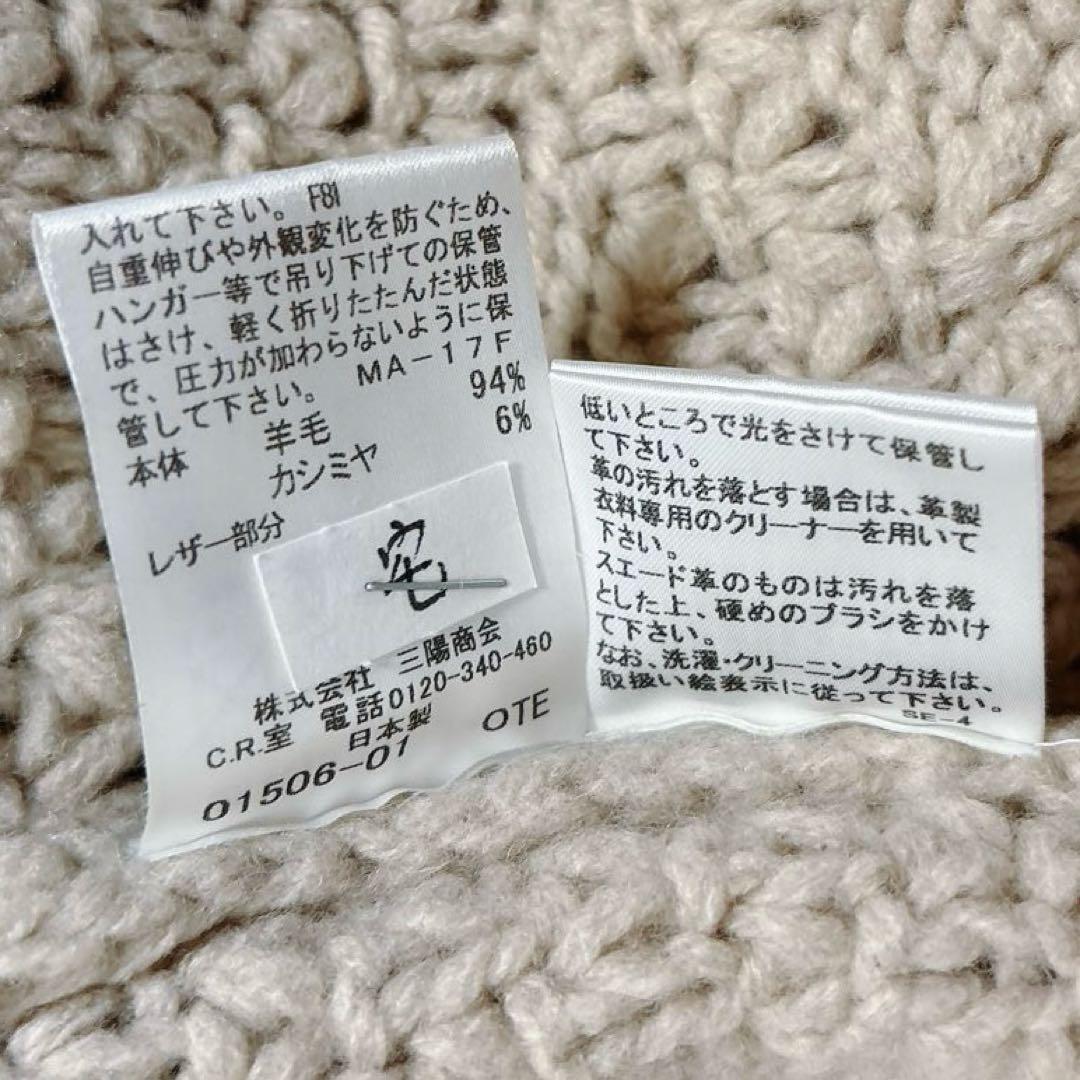 入れて下さい。F81
自重伸びや外観変化を防ぐため、
ハンガー等で吊り下げての保管
はさけ、軽く折りたたんだ状態
で、圧力が加わらないように保
管して下さい。 MA-17F
本体 羊毛 94%
カシミヤ 6%
レザー部分
宅
株式会社 三陽商会
C.R.室 電話0120-340-460
日本製
01506-01 OTE
低いところで光をさけて保管し
て下さい。
革の汚れを落とす場合は、革製
衣料専用のクリーナーを用いて
下さい。
スエード革のものは汚れを落
とした上、硬めのブラシをかけ
て下さい。
なお、洗濯・クリーニング方法は、
取扱い絵表示に従って下さい。
SE-4